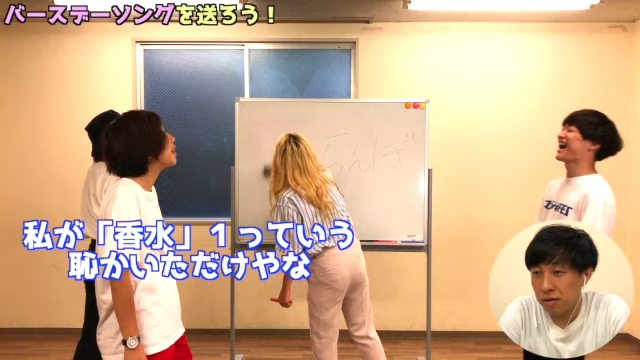 バースデーソングを送ろう!
私が「香水」1っていう
恥かいただけやな